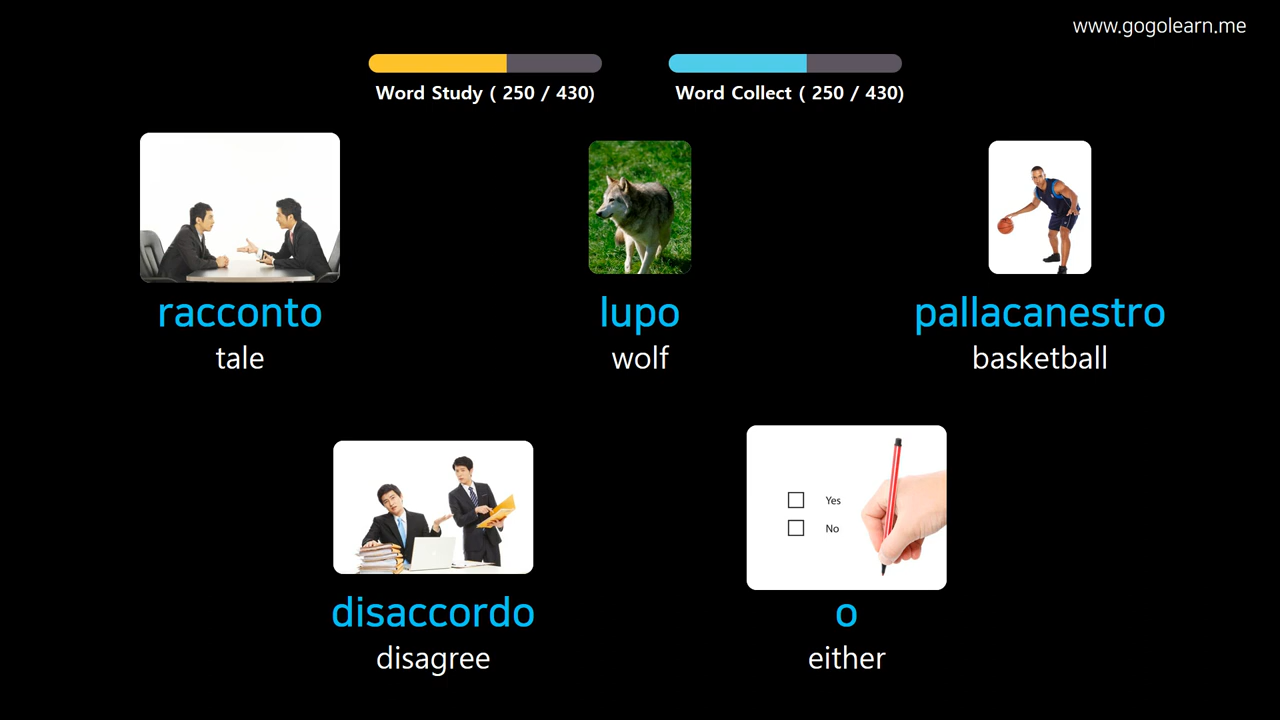 www.gogolearn.me
Word Study ( 250 / 430)
Word Collect ( 250 / 430)
racconto
tale
lupo
wolf
pallacanestro
basketball
disaccordo
disagree
Yes
No
o
either